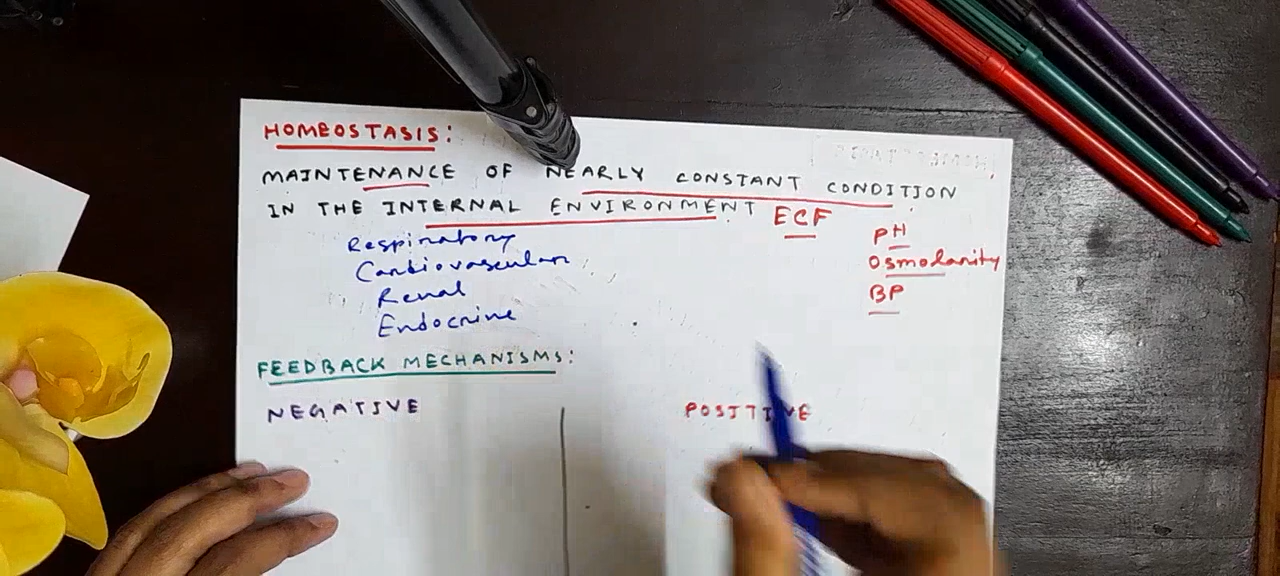 HOMEOSTASIS:
MAINTENANCE OF NEARLY CONSTANT CONDITION
IN THE INTERNAL ENVIRONMENT ECF
Respiratory
Cardiovascular
Renal
Endocrine
PH
Osmolarity
BP
FEEDBACK MECHANISMS:
NEGATIVE
POSITIVE